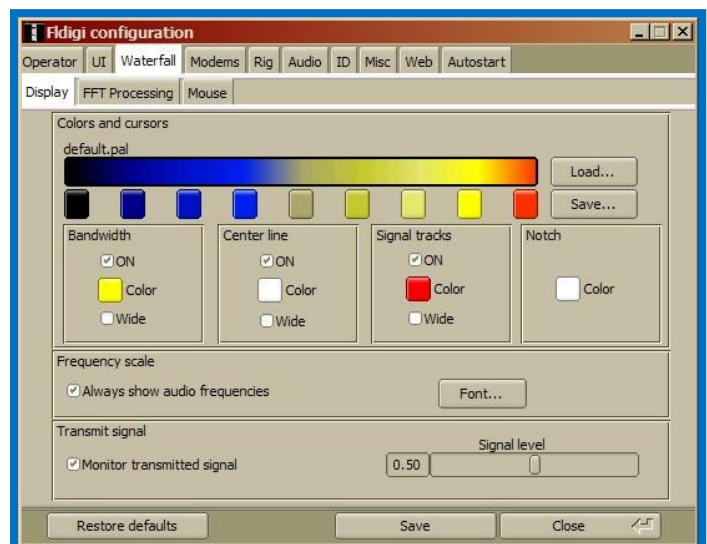 Fldigi configuration
Operator UI Waterfall Modems Rig Audio ID Misc Web Autostart
Display FFT Processing Mouse
Colors and cursors
default.pal
Load...
Save...
Bandwidth Center line Signal tracks Notch
ON ON ON
Color Color Color Color
Wide Wide Wide
Frequency scale
Always show audio frequencies Font...
Transmit signal
Signal level
Monitor transmitted signal 0.50
Restore defaults Save Close